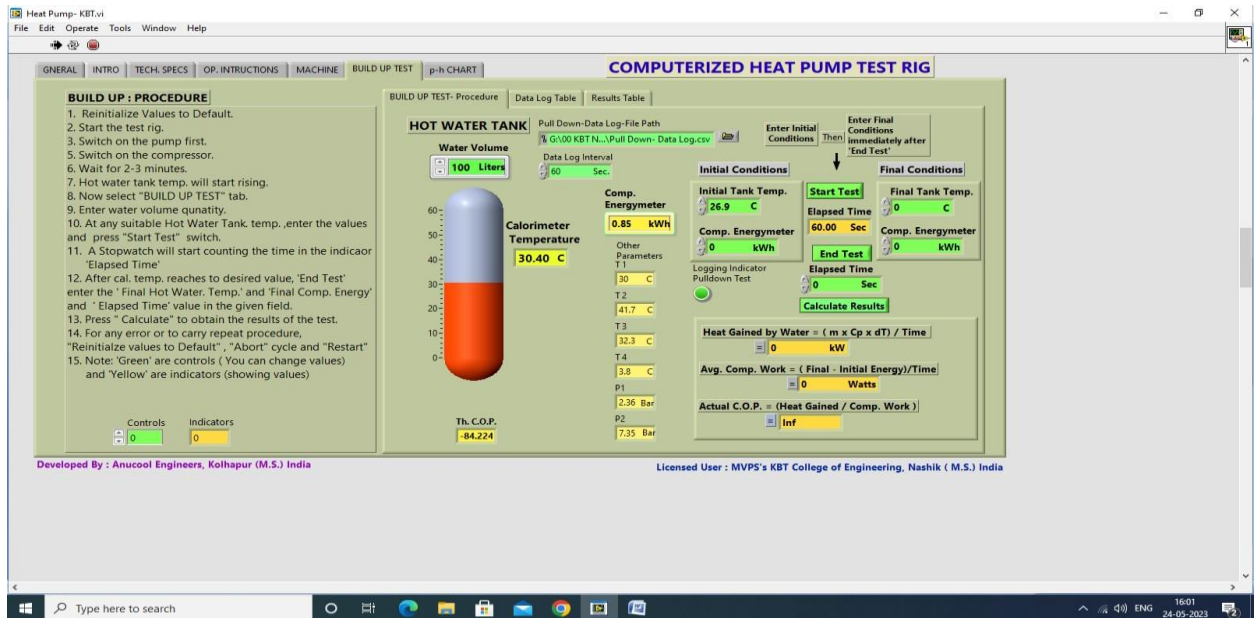 Heat Pump- KBT.vi
File Edit Operate Tools Window Help
GNERAL INTRO TECH. SPECS OP. INTRUCTIONS MACHINE BUILD UP TEST p-h CHART
COMPUTERIZED HEAT PUMP TEST RIG
BUILD UP : PROCEDURE
1. Reinitialize Values to Default.
2. Start the test rig.
3. Switch on the pump first.
5. Switch on the compressor.
6. Wait for 2-3 minutes.
7. Hot water tank temp. will start rising.
8. Now select "BUILD UP TEST" tab.
9. Enter water volume qunatity.
10. At any suitable Hot Water Tank. temp. ,enter the values
and press "Start Test" switch.
11. A Stopwatch will start counting the time in the indicaor
'Elapsed Time'
12. After cal. temp. reaches to desired value, 'End Test'
enter the ' Final Hot Water. Temp.' and 'Final Comp. Energy'
and ' Elapsed Time' value in the given field.
13. Press " Calculate" to obtain the results of the test.
14. For any error or to carry repeat procedure,
"Reinitialze values to Default" , "Abort" cycle and "Restart"
15. Note: 'Green' are controls ( You can change values)
and 'Yellow' are indicators (showing values)
Controls Indicators
0 0
BUILD UP TEST- Procedure Data Log Table Results Table
HOT WATER TANK
Water Volume
100 Liters
Pull Down-Data Log-File Path
G:\00 KBT N...\Pull Down- Data Log.csv
Data Log Interval
60 Sec.
60
50
40
30
20
10
0
Calorimeter
Temperature
30.40 C
Th. C.O.P.
-84.224
Comp.
Energymeter
0.85 kWh
Other
Parameters
T 1
30 C
T 2
41.7 C
T 3
32.3 C
T 4
3.8 C
P1
2.36 Bar
P2
7.35 Bar
Enter Initial
Conditions
Then
Enter Final
Conditions
immediately after
'End Test'
Initial Conditions
Initial Tank Temp.
26.9 C
Comp. Energymeter
0 kWh
Logging Indicator
Pulldown Test
Start Test
Elapsed Time
60.00 Sec
End Test
Elapsed Time
0 Sec
Calculate Results
Final Conditions
Final Tank Temp.
0 C
Comp. Energymeter
0 kWh
Heat Gained by Water = ( m x Cp x dT) / Time
= 0 kW
Avg. Comp. Work = ( Final - Initial Energy)/Time
= 0 Watts
Actual C.O.P. = (Heat Gained / Comp. Work )
= Inf
Developed By : Anucool Engineers, Kolhapur (M.S.) India
Licensed User : MVPS's KBT College of Engineering, Nashik ( M.S.) India
Type here to search
ENG
16:01
24-05-2023
2